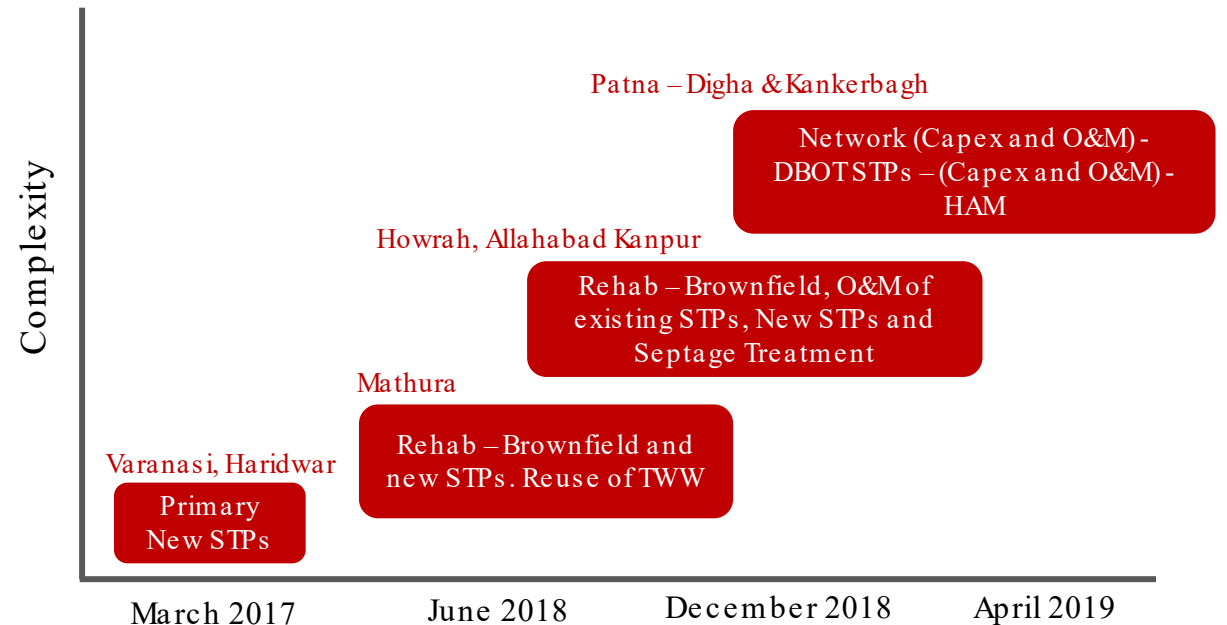 Patna – Digha & Kankerbagh
Network (Capex and O&M) -
DBOT STPs – (Capex and O&M) -
HAM
Howrah, Allahabad Kanpur
Rehab – Brownfield, O&M of
existing STPs, New STPs and
Septage Treatment
Mathura
Rehab – Brownfield and
new STPs. Reuse of TWW
Varanasi, Haridwar
Primary
New STPs
Complexity
March 2017
June 2018
December 2018
April 2019